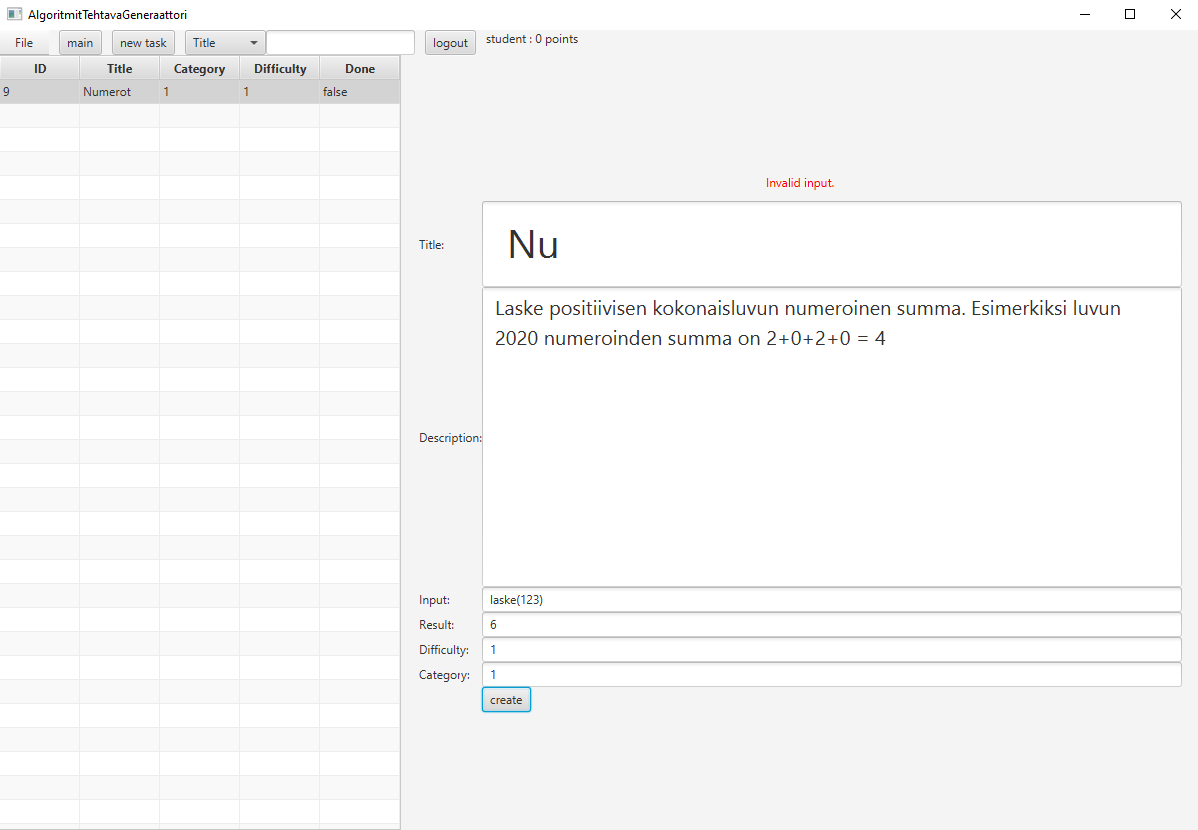 AlgoritmitTehtavaGeneraattori
File main new task Title logout student : 0 points
ID Title Category Difficulty Done
9 Numerot 1 1 false
Invalid input.
Title: Nu
Laske positiivisen kokonaisluvun numeroinen summa. Esimerkiksi luvun
2020 numeroinden summa on 2+0+2+0 = 4
Description:
Input: laske(123)
Result: 6
Difficulty: 1
Category: 1
create